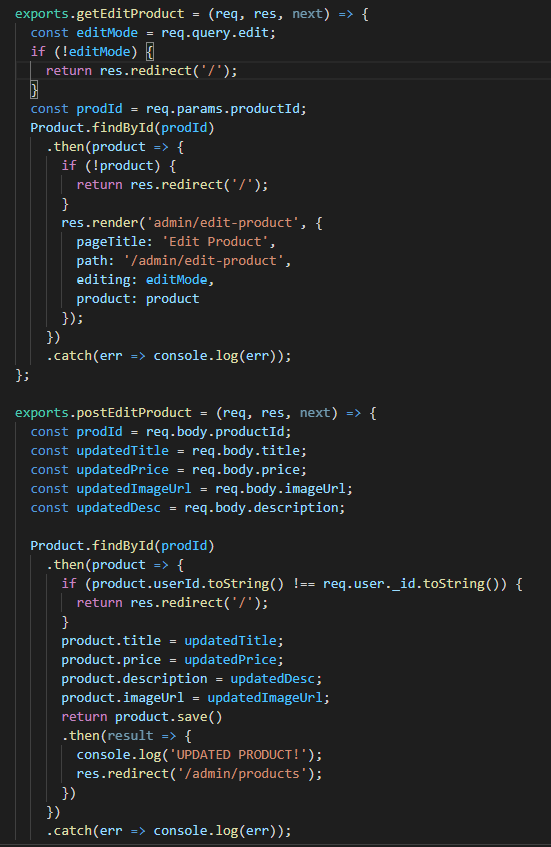 exports.getEditProduct = (req, res, next) => {
  const editMode = req.query.edit;
  if (!editMode) {
    return res.redirect('/');
  }
  const prodId = req.params.productId;
  Product.findById(prodId)
    .then(product => {
      if (!product) {
        return res.redirect('/');
      }
      res.render('admin/edit-product', {
        pageTitle: 'Edit Product',
        path: '/admin/edit-product',
        editing: editMode,
        product: product
      });
    })
    .catch(err => console.log(err));
};

exports.postEditProduct = (req, res, next) => {
  const prodId = req.body.productId;
  const updatedTitle = req.body.title;
  const updatedPrice = req.body.price;
  const updatedImageUrl = req.body.imageUrl;
  const updatedDesc = req.body.description;

  Product.findById(prodId)
    .then(product => {
      if (product.userId.toString() !== req.user._id.toString()) {
        return res.redirect('/');
      }
      product.title = updatedTitle;
      product.price = updatedPrice;
      product.description = updatedDesc;
      product.imageUrl = updatedImageUrl;
      return product.save()
      .then(result => {
        console.log('UPDATED PRODUCT!');
        res.redirect('/admin/products');
      })
    })
    .catch(err => console.log(err));